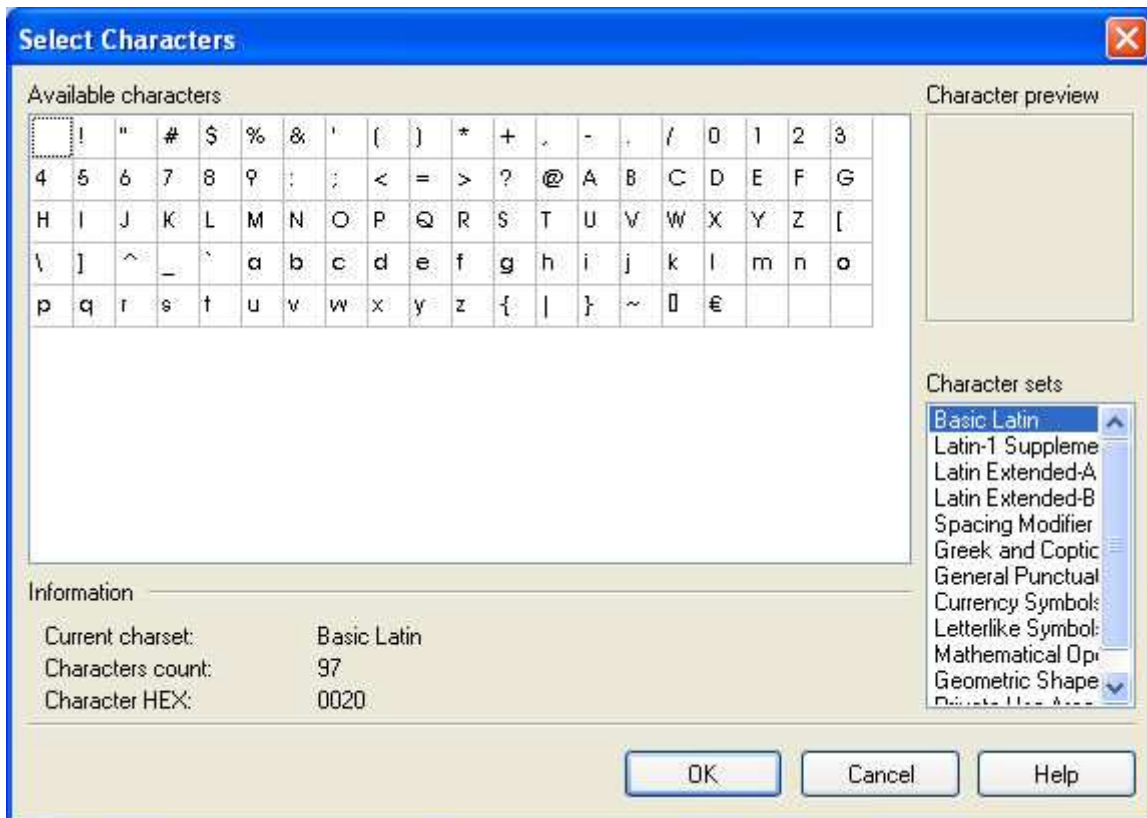 Select Characters
Available characters
Character preview
! " # $ % & ' ( ) * + , - . / 0 1 2 3
4 5 6 7 8 9 : ; < = > ? @ A B C D E F G
H I J K L M N O P Q R S T U V W X Y Z [
\ ] ^ _ ` a b c d e f g h i j k l m n o
p q r s t u v w x y z { | } ~ ▯ €
Character sets
Basic Latin
Latin-1 Suppleme
Latin Extended-A
Latin Extended-B
Spacing Modifier
Greek and Coptic
General Punctuat
Currency Symbols
Letterlike Symbol
Mathematical Ope
Geometric Shape
Information
Current charset: Basic Latin
Characters count: 97
Character HEX: 0020
OK Cancel Help